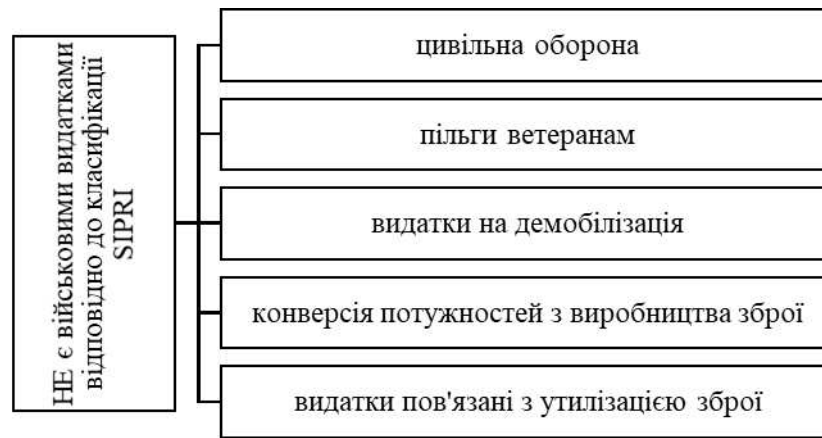 НЕ є військовими видатками
відповідно до класифікації
SIPRI
цивільна оборона
пільги ветеранам
видатки на демобілізація
конверсія потужностей з виробництва зброї
видатки пов'язані з утилізацією зброї